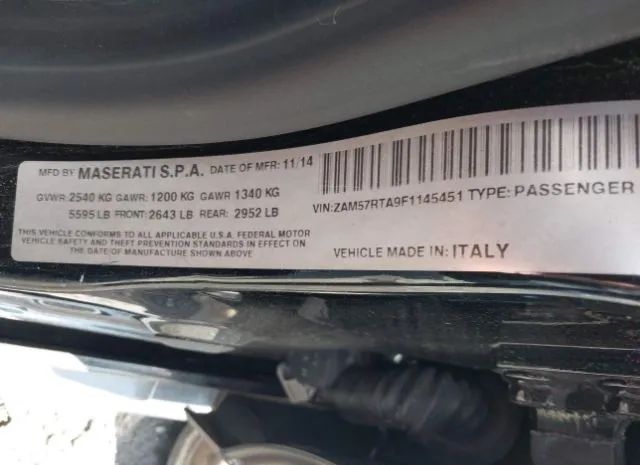 MFD BY MASERATI S.P.A. DATE OF MFR: 11/14
GVWR: 2540 KG GAWR: 1200 KG GAWR 1340 KG
5595 LB FRONT: 2643 LB REAR: 2952 LB
THIS VEHICLE CONFORMS TO ALL APPLICABLE U.S.A. FEDERAL MOTOR
VEHICLE SAFETY AND THEFT PREVENTION STANDARDS IN EFFECT ON
THE DATE OF MANUFACTURE SHOWN ABOVE
VIN:ZAM57RTA9F1145451 TYPE: PASSENGER
VEHICLE MADE IN: ITALY